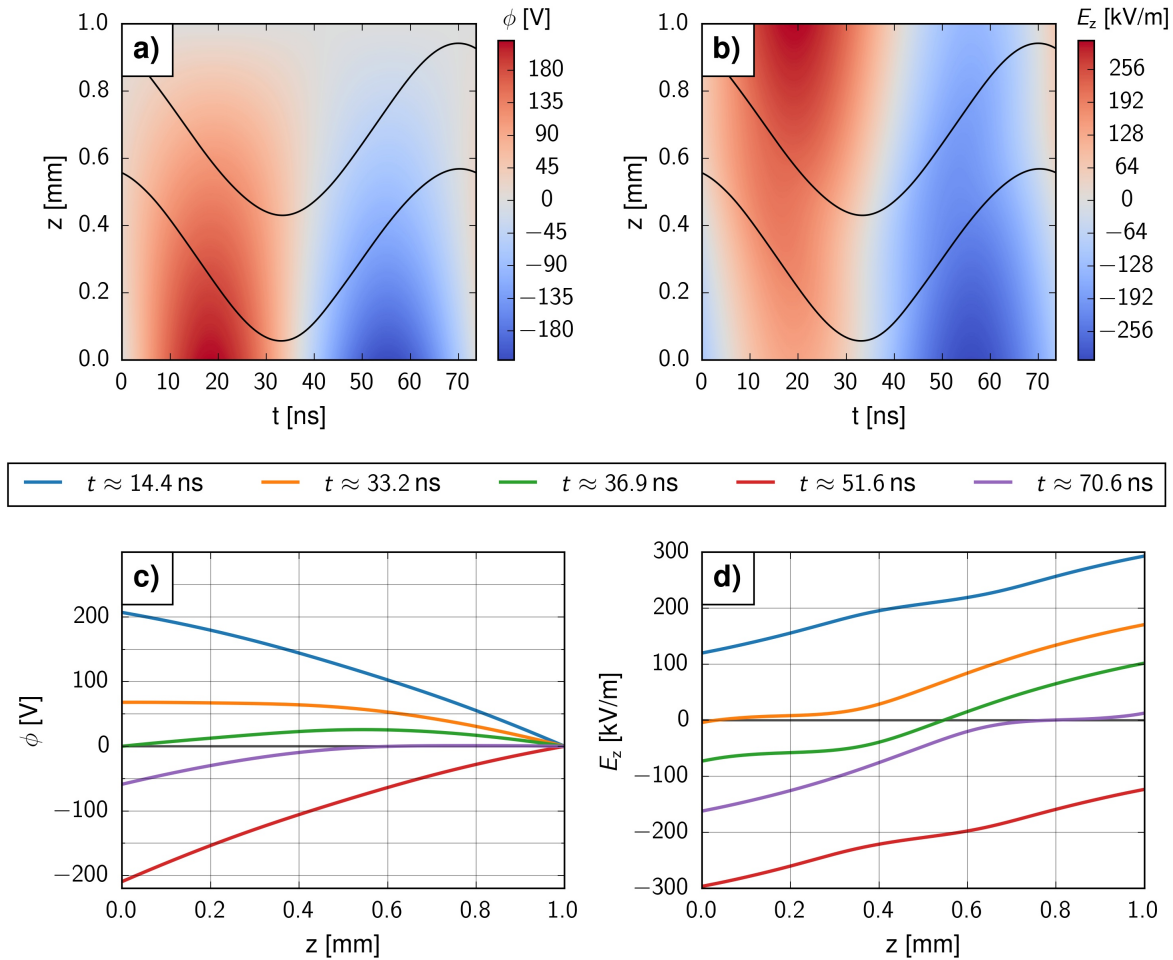 ϕ [V]
E_z [kV/m]
a)
b)
1.0
0.8
0.6
0.4
0.2
0.0
z [mm]
0 10 20 30 40 50 60 70
t [ns]
180
135
90
45
0
−45
−90
−135
−180
1.0
0.8
0.6
0.4
0.2
0.0
z [mm]
0 10 20 30 40 50 60 70
t [ns]
256
192
128
64
0
−64
−128
−192
−256
t ≈ 14.4 ns t ≈ 33.2 ns t ≈ 36.9 ns t ≈ 51.6 ns t ≈ 70.6 ns
c)
200
100
0
−100
−200
ϕ [V]
0.0 0.2 0.4 0.6 0.8 1.0
z [mm]
d)
300
200
100
0
−100
−200
−300
E_z [kV/m]
0.0 0.2 0.4 0.6 0.8 1.0
z [mm]